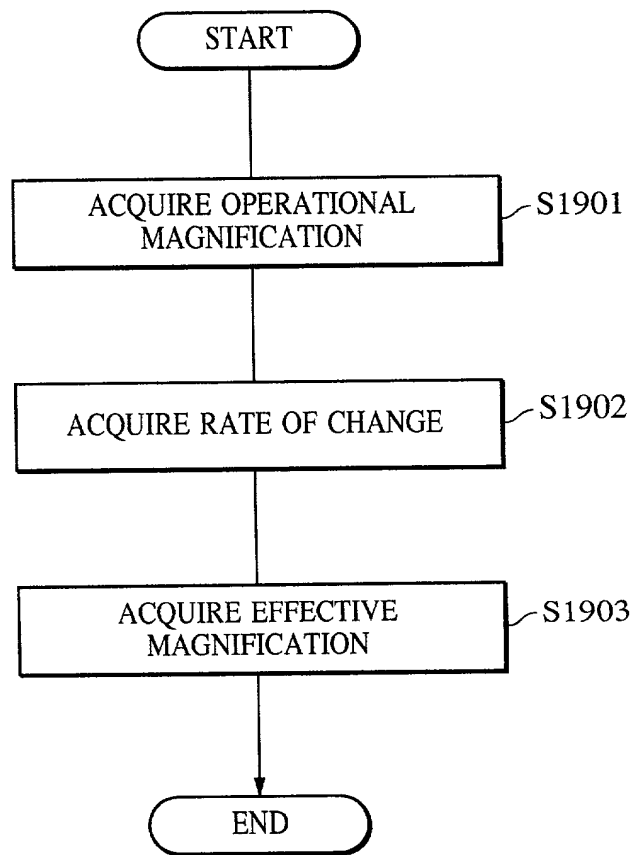 START
ACQUIRE OPERATIONAL
MAGNIFICATION
S1901
ACQUIRE RATE OF CHANGE
S1902
ACQUIRE EFFECTIVE
MAGNIFICATION
S1903
END